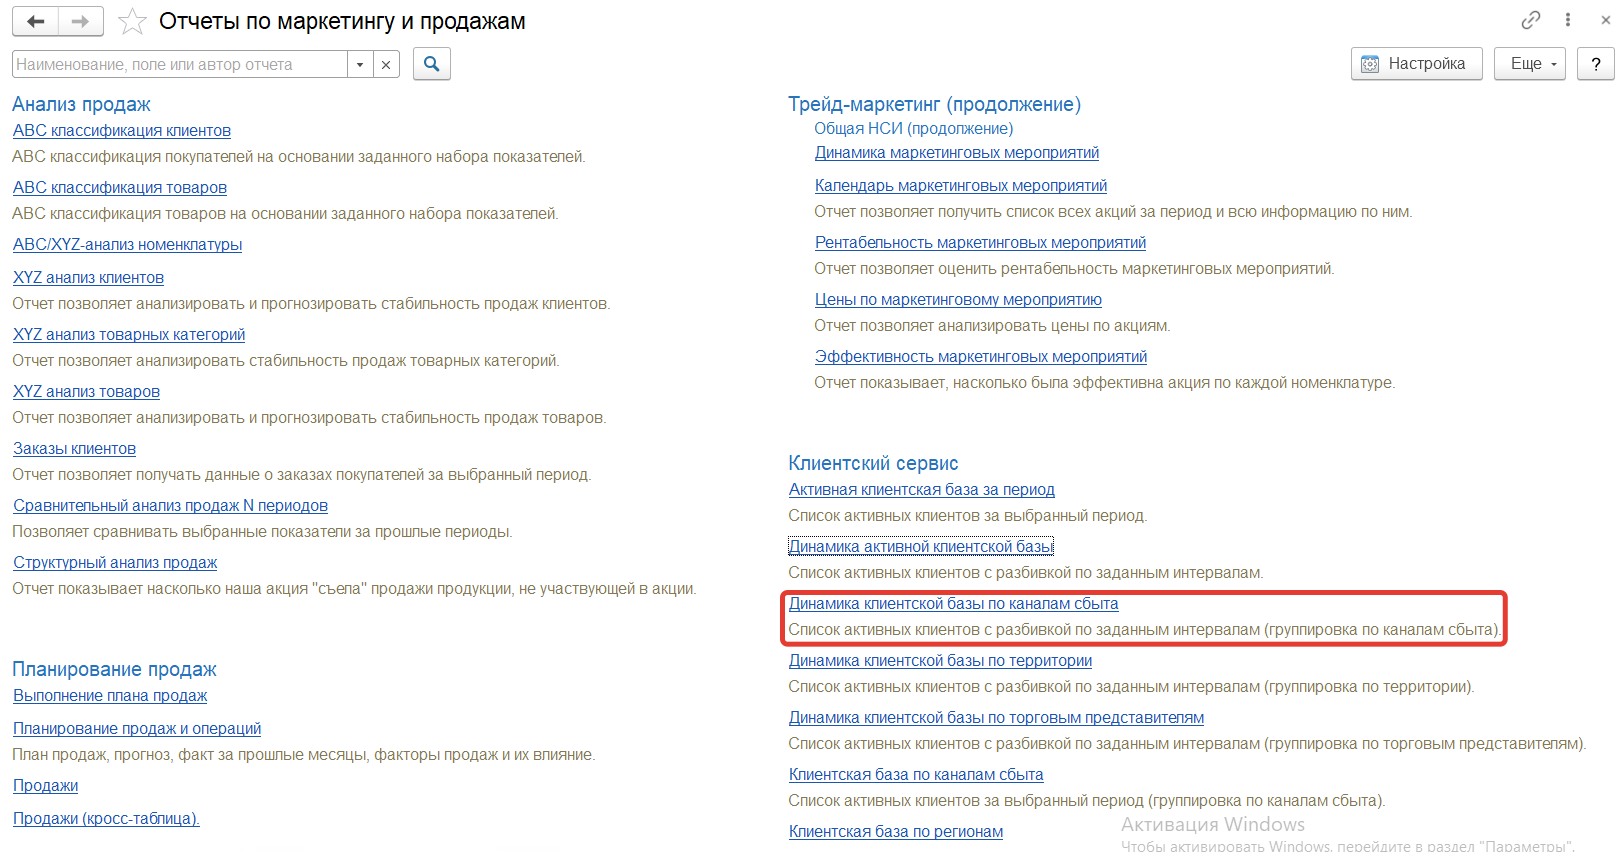 Отчеты по маркетингу и продажам
Наименование, поле или автор отчета
Настройка
Еще
?
Анализ продаж
ABC классификация клиентов
ABC классификация покупателей на основании заданного набора показателей.
ABC классификация товаров
ABC классификация товаров на основании заданного набора показателей.
ABC/XYZ-анализ номенклатуры
XYZ анализ клиентов
Отчет позволяет анализировать и прогнозировать стабильность продаж клиентов.
XYZ анализ товарных категорий
Отчет позволяет анализировать стабильность продаж товарных категорий.
XYZ анализ товаров
Отчет позволяет анализировать и прогнозировать стабильность продаж товаров.
Заказы клиентов
Отчет позволяет получать данные о заказах покупателей за выбранный период.
Сравнительный анализ продаж N периодов
Позволяет сравнивать выбранные показатели за прошлые периоды.
Структурный анализ продаж
Отчет показывает насколько наша акция "съела" продажи продукции, не участвующей в акции.
Планирование продаж
Выполнение плана продаж
Планирование продаж и операций
План продаж, прогноз, факт за прошлые месяцы, факторы продаж и их влияние.
Продажи
Продажи (кросс-таблица).
Трейд-маркетинг (продолжение)
Общая НСИ (продолжение)
Динамика маркетинговых мероприятий
Календарь маркетинговых мероприятий
Отчет позволяет получить список всех акций за период и всю информацию по ним.
Рентабельность маркетинговых мероприятий
Отчет позволяет оценить рентабельность маркетинговых мероприятий.
Цены по маркетинговому мероприятию
Отчет позволяет анализировать цены по акциям.
Эффективность маркетинговых мероприятий
Отчет показывает, насколько была эффективна акция по каждой номенклатуре.
Клиентский сервис
Активная клиентская база за период
Список активных клиентов за выбранный период.
Динамика активной клиентской базы
Список активных клиентов с разбивкой по заданным интервалам.
Динамика клиентской базы по каналам сбыта
Список активных клиентов с разбивкой по заданным интервалам (группировка по каналам сбыта).
Динамика клиентской базы по территории
Список активных клиентов с разбивкой по заданным интервалам (группировка по территории).
Динамика клиентской базы по торговым представителям
Список активных клиентов с разбивкой по заданным интервалам (группировка по торговым представителям).
Клиентская база по каналам сбыта
Список активных клиентов за выбранный период (группировка по каналам сбыта).
Клиентская база по регионам
Активация Windows
Чтобы активировать Windows, перейдите в раздел "Параметры".